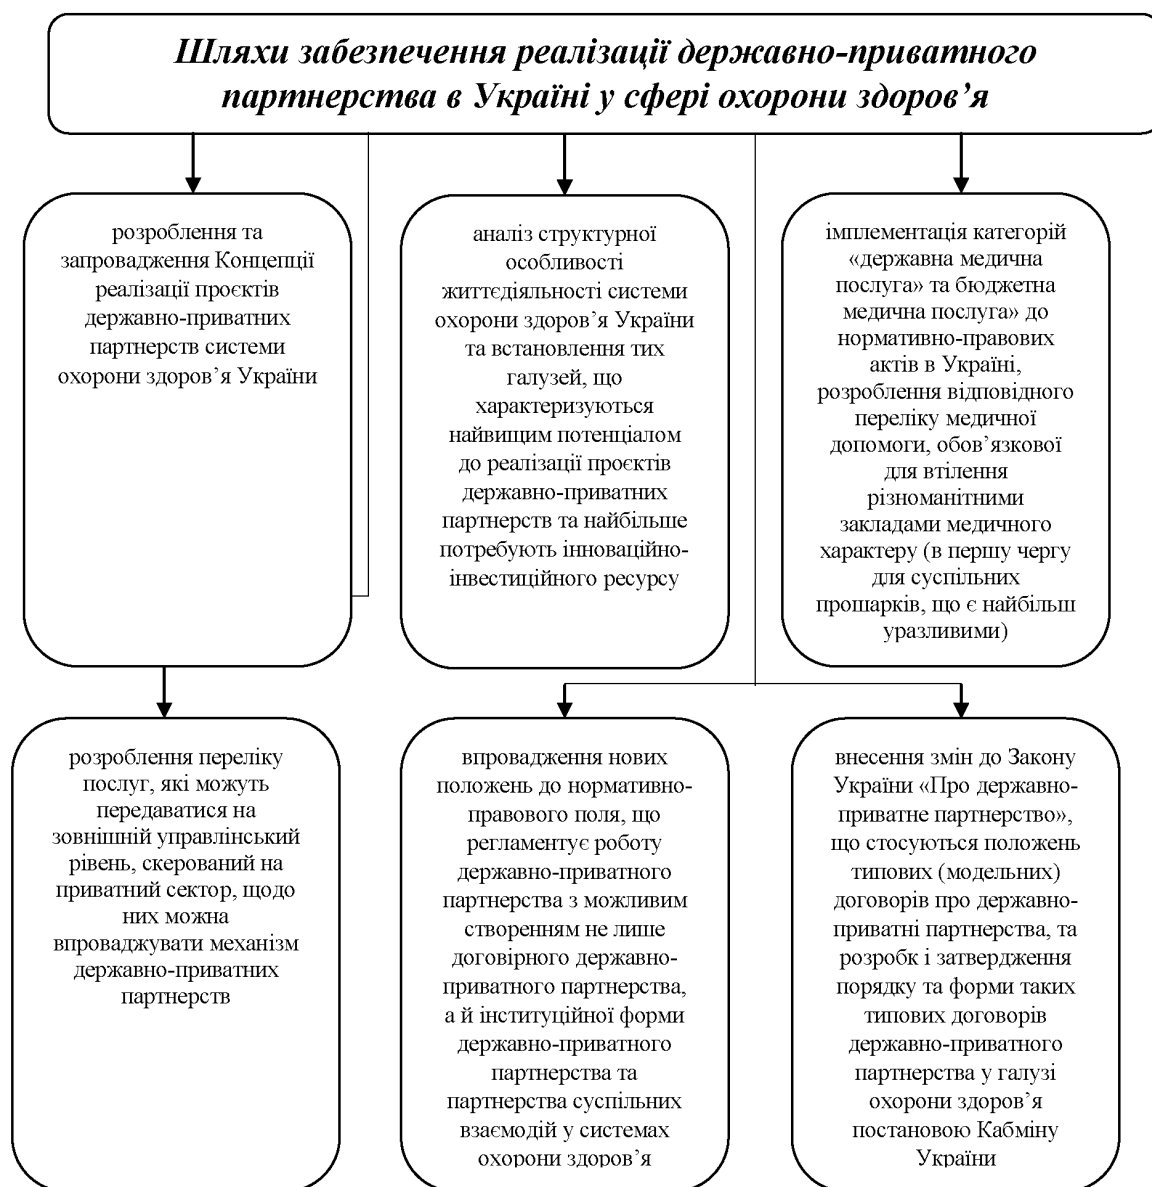 Шляхи забезпечення реалізації державно-приватного
партнерства в Україні у сфері охорони здоров’я
розроблення та
запровадження Концепції
реалізації проєктів
державно-приватних
партнерств системи
охорони здоров’я України
аналіз структурної
особливості
життєдіяльності системи
охорони здоров’я України
та встановлення тих
галузей, що
характеризуються
найвищим потенціалом
до реалізації проєктів
державно-приватних
партнерств та найбільше
потребують інноваційно-
інвестиційного ресурсу
імплементація категорій
«державна медична
послуга» та бюджетна
медична послуга» до
нормативно-правових
актів в Україні,
розроблення відповідного
переліку медичної
допомоги, обов’язкової
для втілення
різноманітними
закладами медичного
характеру (в першу чергу
для суспільних
прошарків, що є найбільш
уразливими)
розроблення переліку
послуг, які можуть
передаватися на
зовнішній управлінський
рівень, скерований на
приватний сектор, щодо
них можна
впроваджувати механізм
державно-приватних
партнерств
впровадження нових
положень до нормативно-
правового поля, що
регламентує роботу
державно-приватного
партнерства з можливим
створенням не лише
договірного державно-
приватного партнерства,
а й інституційної форми
державно-приватного
партнерства та
партнерства суспільних
взаємодій у системах
охорони здоров’я
внесення змін до Закону
України «Про державно-
приватне партнерство»,
що стосуються положень
типових (модельних)
договорів про державно-
приватні партнерства, та
розробк і затвердження
порядку та форми таких
типових договорів
державно-приватного
партнерства у галузі
охорони здоров’я
постановою Кабміну
України